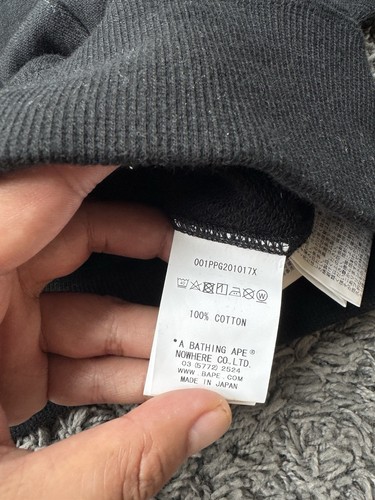 001PPG201017X
100% COTTON
A BATHING APE®
NOWHERE CO.,LTD.
03 (5772) 2524
WWW. BAPE. COM
MADE IN JAPAN